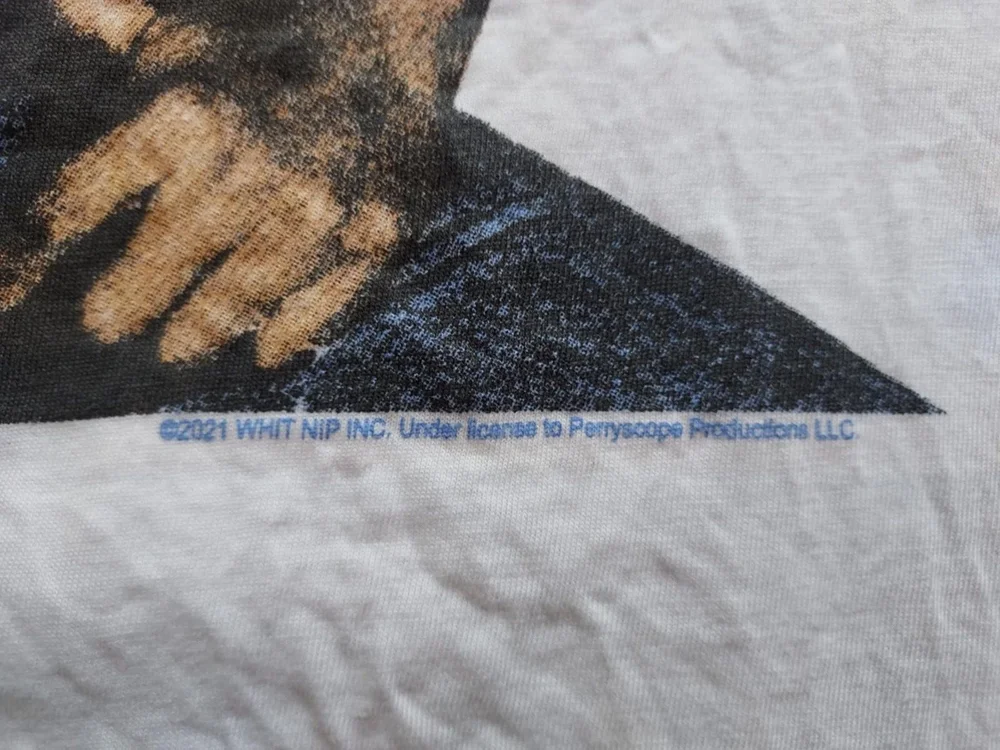 ©2021 WHIT NIP INC, Under license to Perryscope Productions LLC